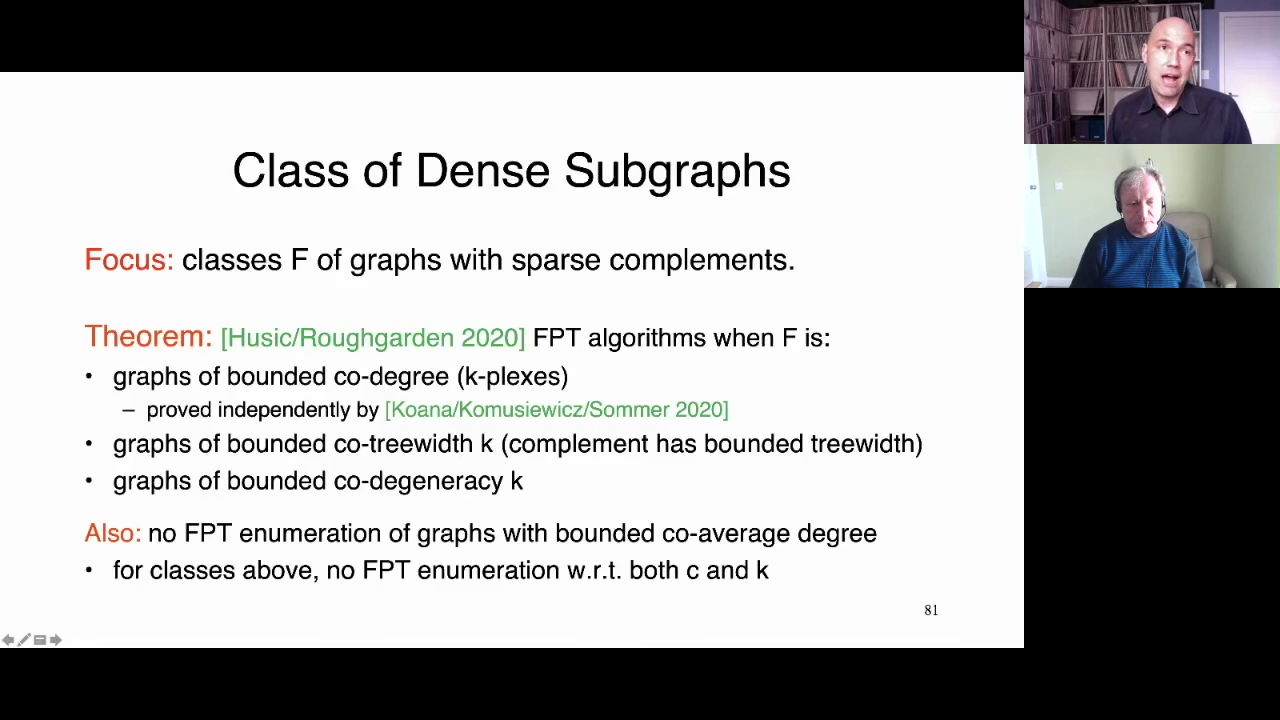 Class of Dense Subgraphs
Focus: classes F of graphs with sparse complements.
Theorem: [Husic/Roughgarden 2020] FPT algorithms when F is:
• graphs of bounded co-degree (k-plexes)
– proved independently by [Koana/Komusiewicz/Sommer 2020]
• graphs of bounded co-treewidth k (complement has bounded treewidth)
• graphs of bounded co-degeneracy k
Also: no FPT enumeration of graphs with bounded co-average degree
• for classes above, no FPT enumeration w.r.t. both c and k
81